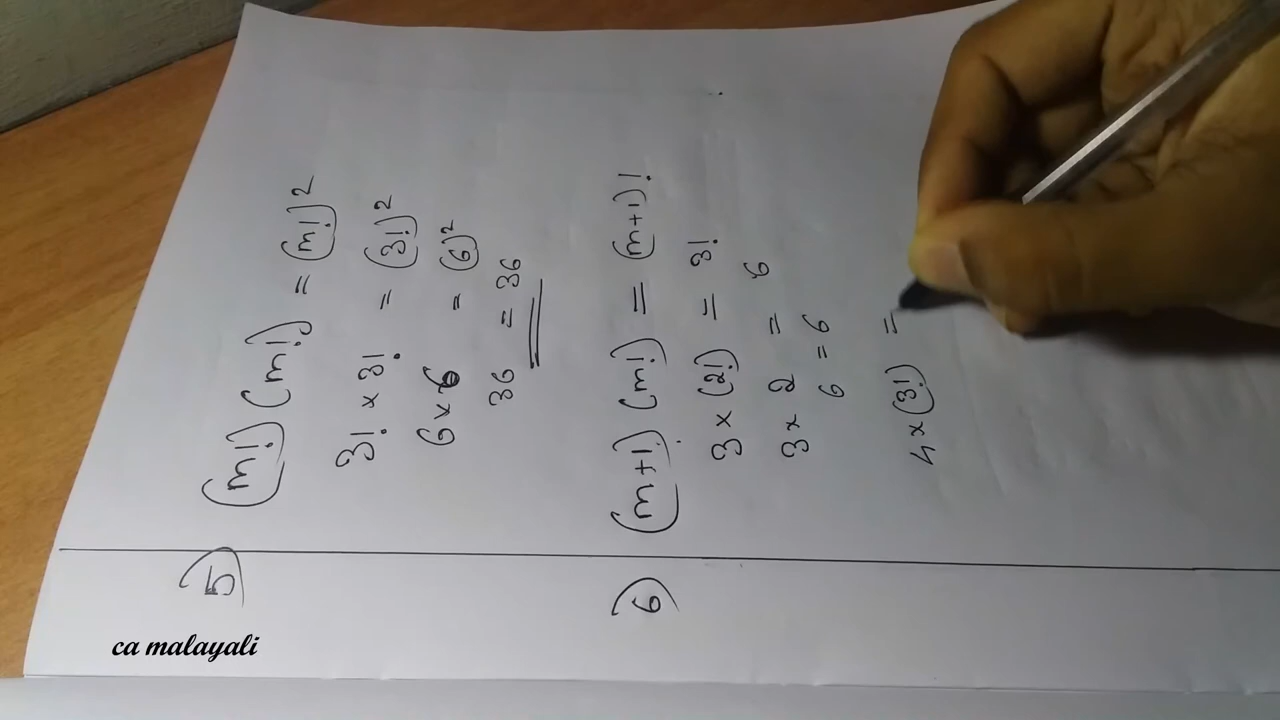 5) (m!) (m!) = (m!)²
3! × 3! = (3!)²
6 × 6 = (6)²
36 = 36
6) (m+1) (m!) = (m+1)!
3 × (2!) = 3!
3 × 2 = 6
6 = 6
4 × (3!) =
ca malayali